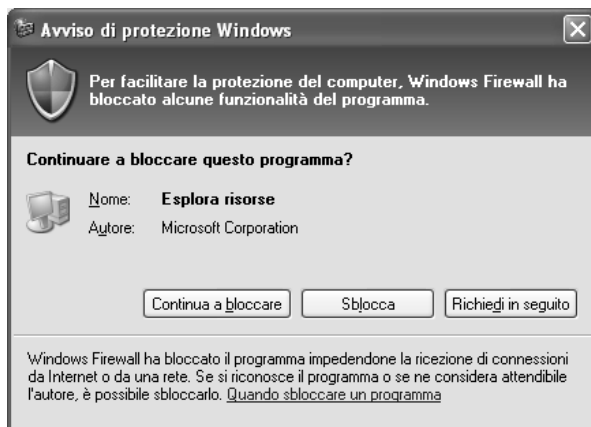 Avviso di protezione Windows
Per facilitare la protezione del computer, Windows Firewall ha
bloccato alcune funzionalità del programma.
Continuare a bloccare questo programma?
Nome: Esplora risorse
Autore: Microsoft Corporation
Continua a bloccare Sblocca Richiedi in seguito
Windows Firewall ha bloccato il programma impedendone la ricezione di connessioni
da Internet o da una rete. Se si riconosce il programma o se ne considera attendibile
l'autore, è possibile sbloccarlo. Quando sbloccare un programma